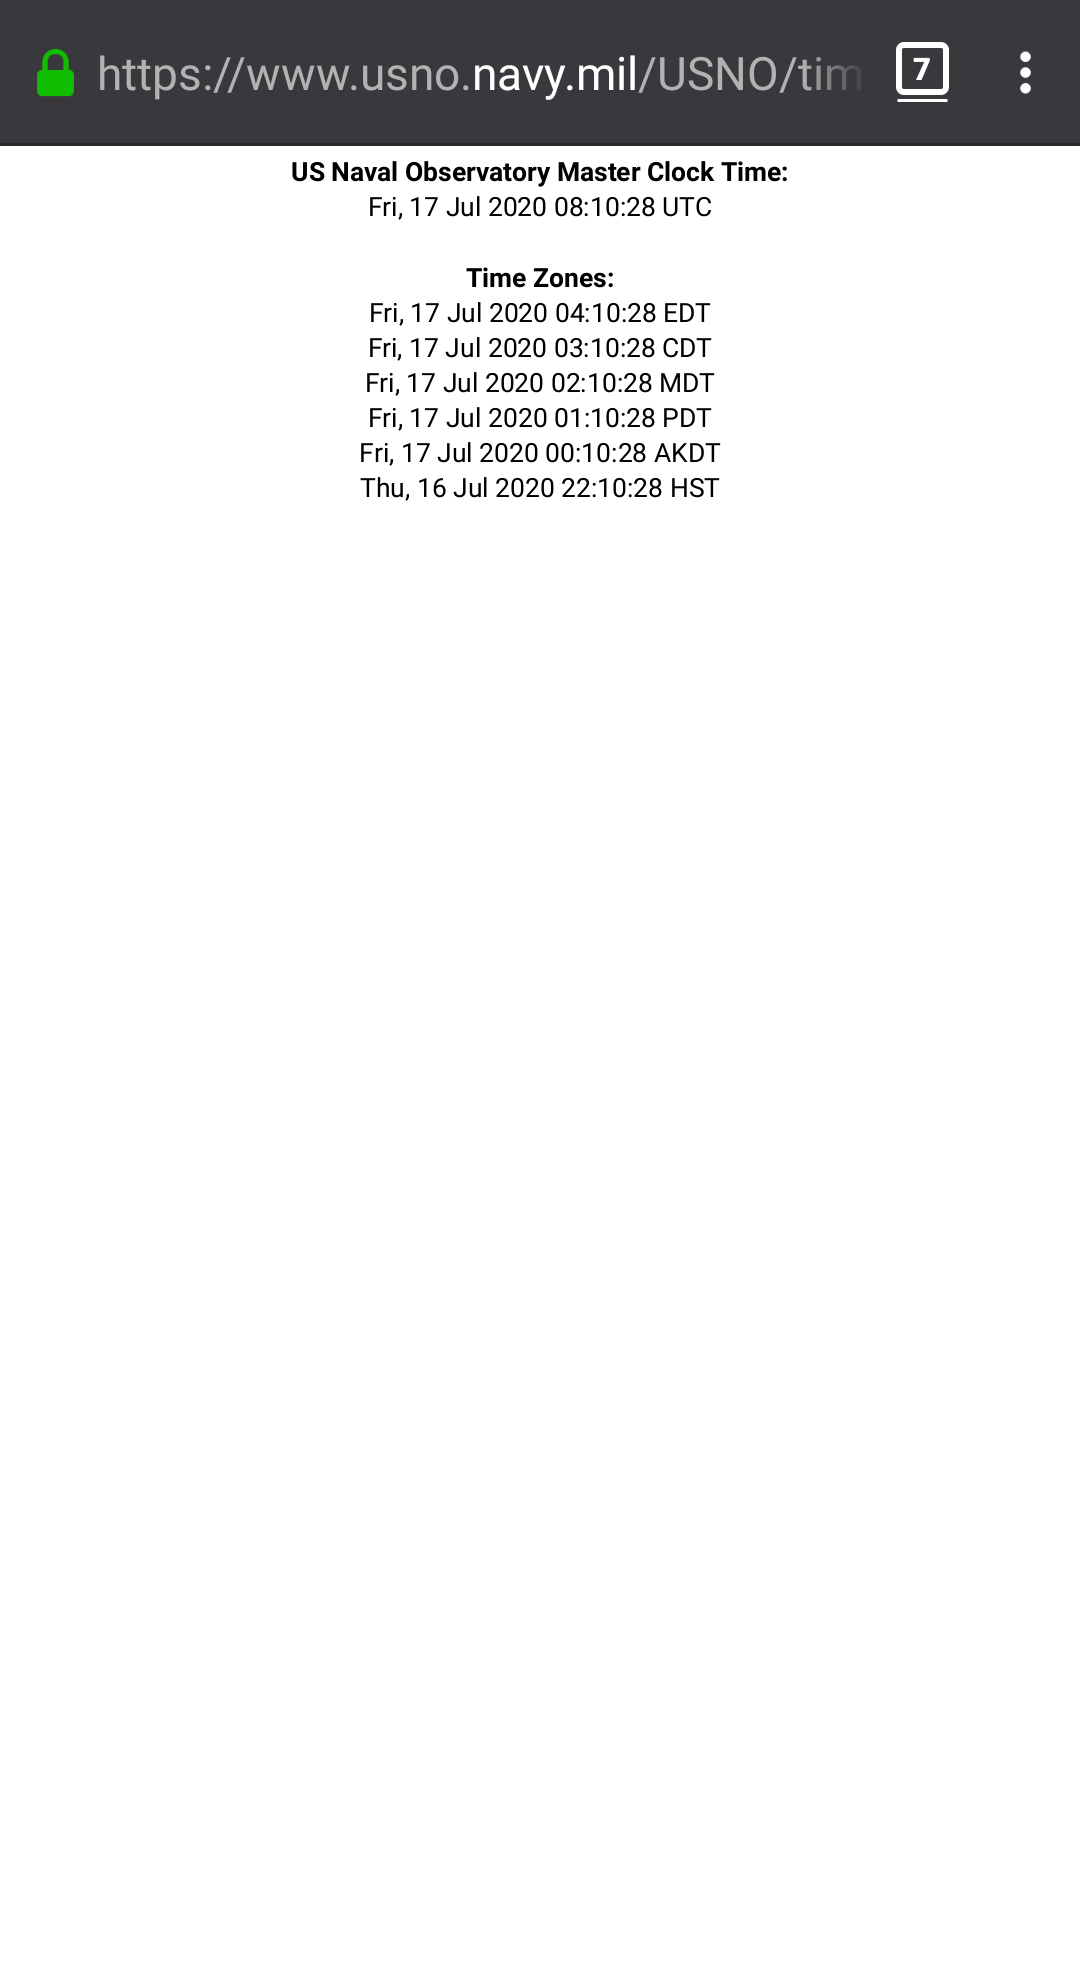 https://www.usno.navy.mil/USNO/tim
7
US Naval Observatory Master Clock Time:
Fri, 17 Jul 2020 08:10:28 UTC
Time Zones:
Fri, 17 Jul 2020 04:10:28 EDT
Fri, 17 Jul 2020 03:10:28 CDT
Fri, 17 Jul 2020 02:10:28 MDT
Fri, 17 Jul 2020 01:10:28 PDT
Fri, 17 Jul 2020 00:10:28 AKDT
Thu, 16 Jul 2020 22:10:28 HST